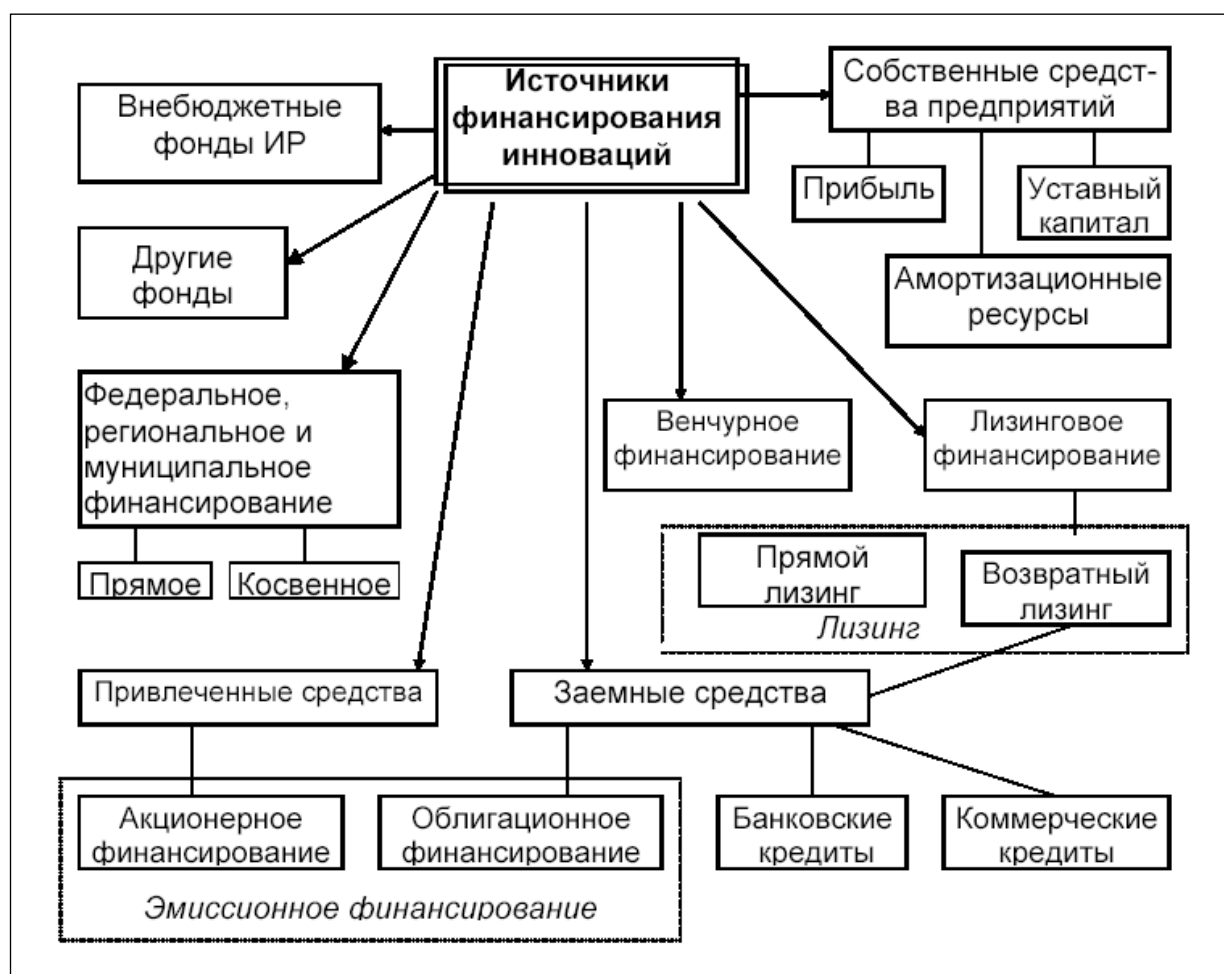 Источники
финансирования
инноваций
Собственные средст-
ва предприятий
Внебюджетные
фонды ИР
Прибыль
Уставный
капитал
Другие
фонды
Амортизационные
ресурсы
Федеральное,
региональное и
муниципальное
финансирование
Венчурное
финансирование
Лизинговое
финансирование
Прямое
Косвенное
Прямой
лизинг
Возвратный
лизинг
Лизинг
Привлеченные средства
Заемные средства
Акционерное
финансирование
Облигационное
финансирование
Банковские
кредиты
Коммерческие
кредиты
Эмиссионное финансирование